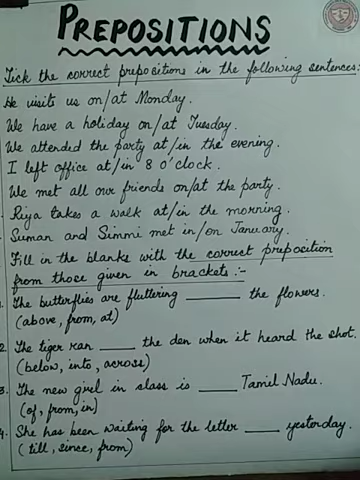 PREPOSITIONS
Tick the correct prepositions in the following sentences:
He visits us on/at Monday.
We have a holiday on/at Tuesday.
We attended the party at/in the evening.
I left office at/in 8 O'clock.
We met all our friends on/at the party.
Riya takes a walk at/in the morning.
Suman and Simmi met in/on January.
Fill in the blanks with the correct preposition
from those given in brackets:-
1. The butterflies are fluttering ______ the flowers.
(above, from, at)
2. The tiger ran ____ the den when it heard the shot.
(below, into, across)
3. The new girl in class is ____ Tamil Nadu.
(of, from, in)
4. She has been waiting for the letter ____ yesterday.
(till, since, from)